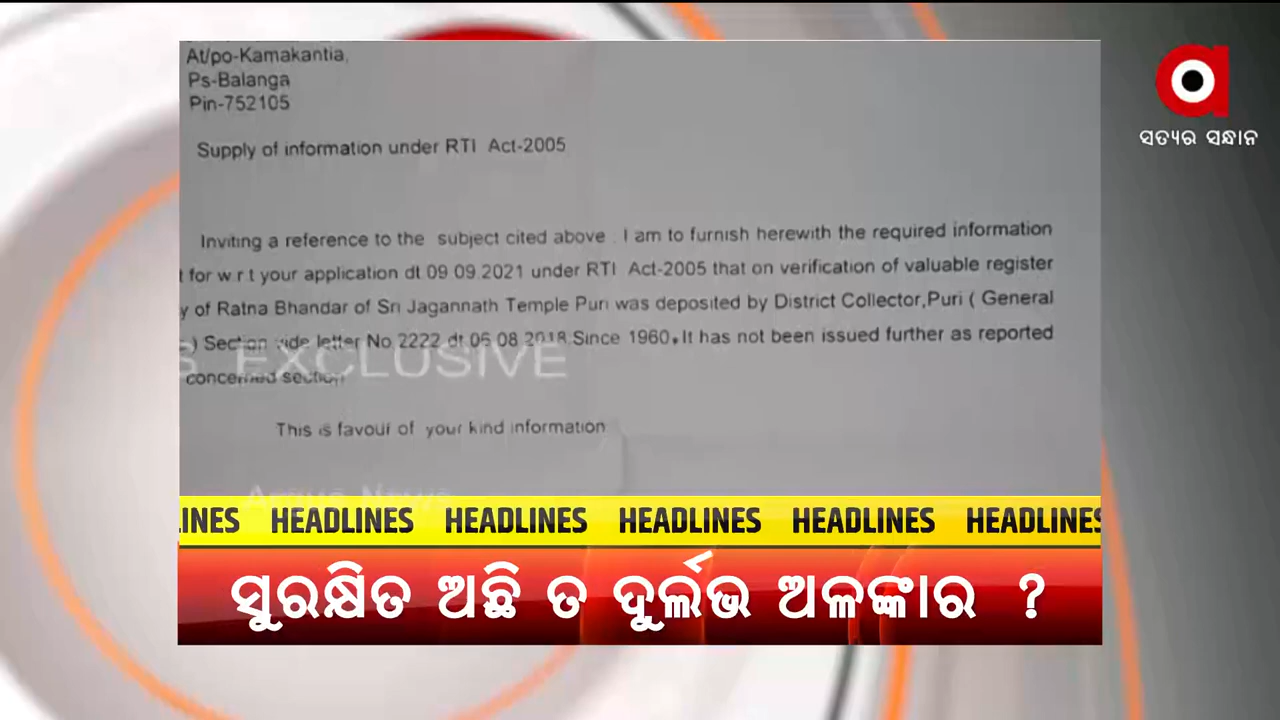 At/po-Kamakantia,
Ps-Balanga
Pin-752105
Supply of information under RTI Act-2005
Inviting a reference to the subject cited above . I am to furnish herewith the required information
for w.r.t your application dt 09.09.2021 under RTI Act-2005 that on verification of valuable register
y of Ratna Bhandar of Sri Jagannath Temple Puri was deposited by District Collector,Puri ( General
) Section vide letter No 2222 dt 05 08 2018.Since 1960.It has not been issued further as reported
concerned section
This is favour of your kind information
S EXCLUSIVE
Argus News
LINES HEADLINES HEADLINES HEADLINES HEADLINES HEADLINES
ସୁରକ୍ଷିତ ଅଛି ତ ଦୁର୍ଲଭ ଅଳଙ୍କାର ?
a
ସତ୍ୟର ସନ୍ଧାନ